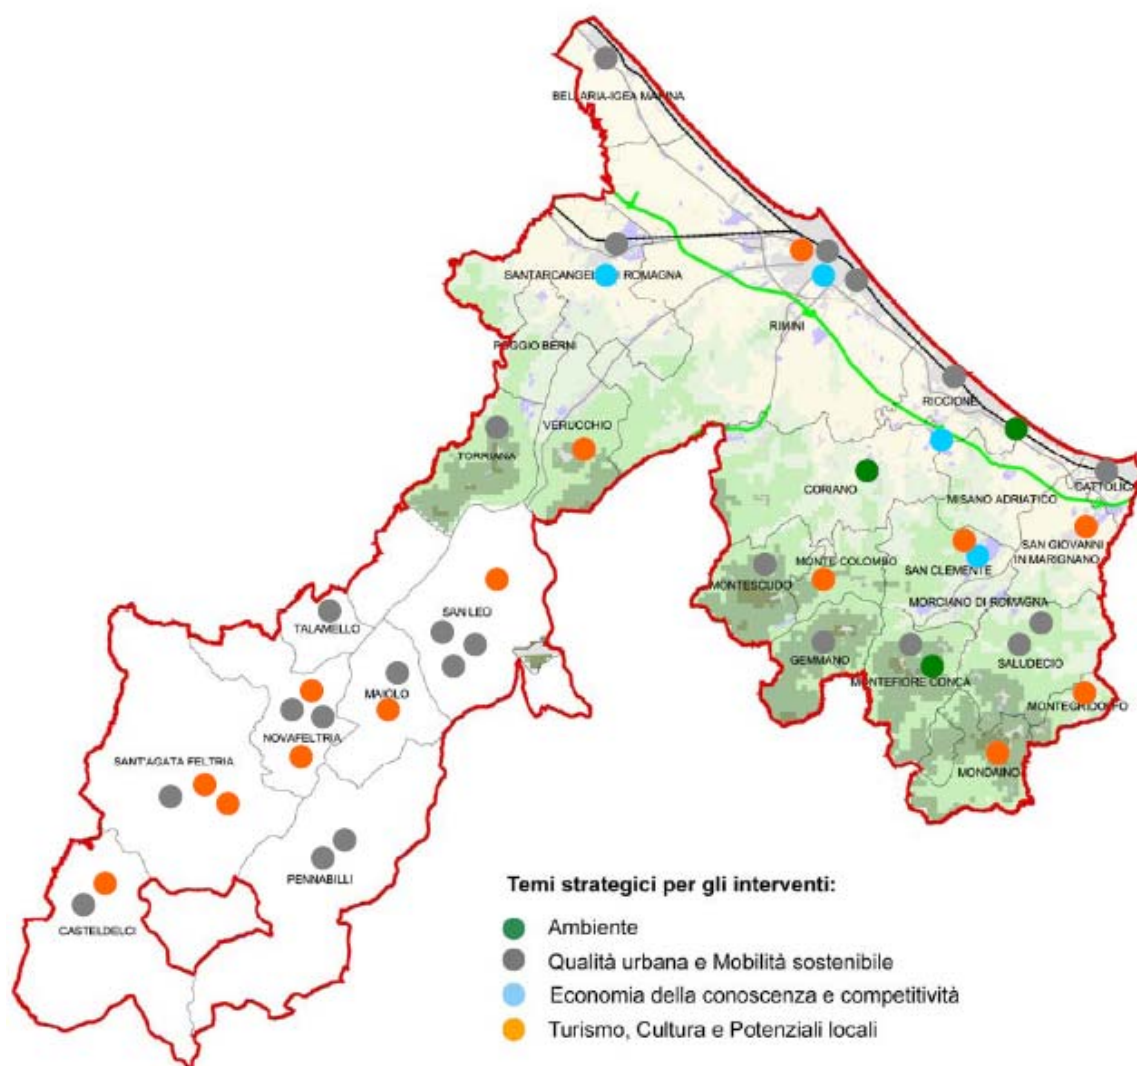 BELLARIA-IGEA MARINA
SANTARCANGELO DI ROMAGNA
RIMINI
POGGIO BERNI
RICCIONE
VERUCCHIO
TORRIANA
CATTOLIC
CORIANO
MISANO ADRIATICO
SAN GIOVANNI
IN MARIGNANO
MONTE COLOMBO
SAN CLEMENTE
MONTESCUDO
MORCIANO DI ROMAGNA
SAN LEO
TALAMELLO
GEMMANO
SALUDECIO
MONTEFIORE CONCA
MAIOLO
MONTEGRIDOLFO
NOVAFELTRIA
SANT'AGATA FELTRIA
MONDAINO
PENNABILLI
CASTELDELCI
Temi strategici per gli interventi:
Ambiente
Qualità urbana e Mobilità sostenibile
Economia della conoscenza e competitività
Turismo, Cultura e Potenziali locali